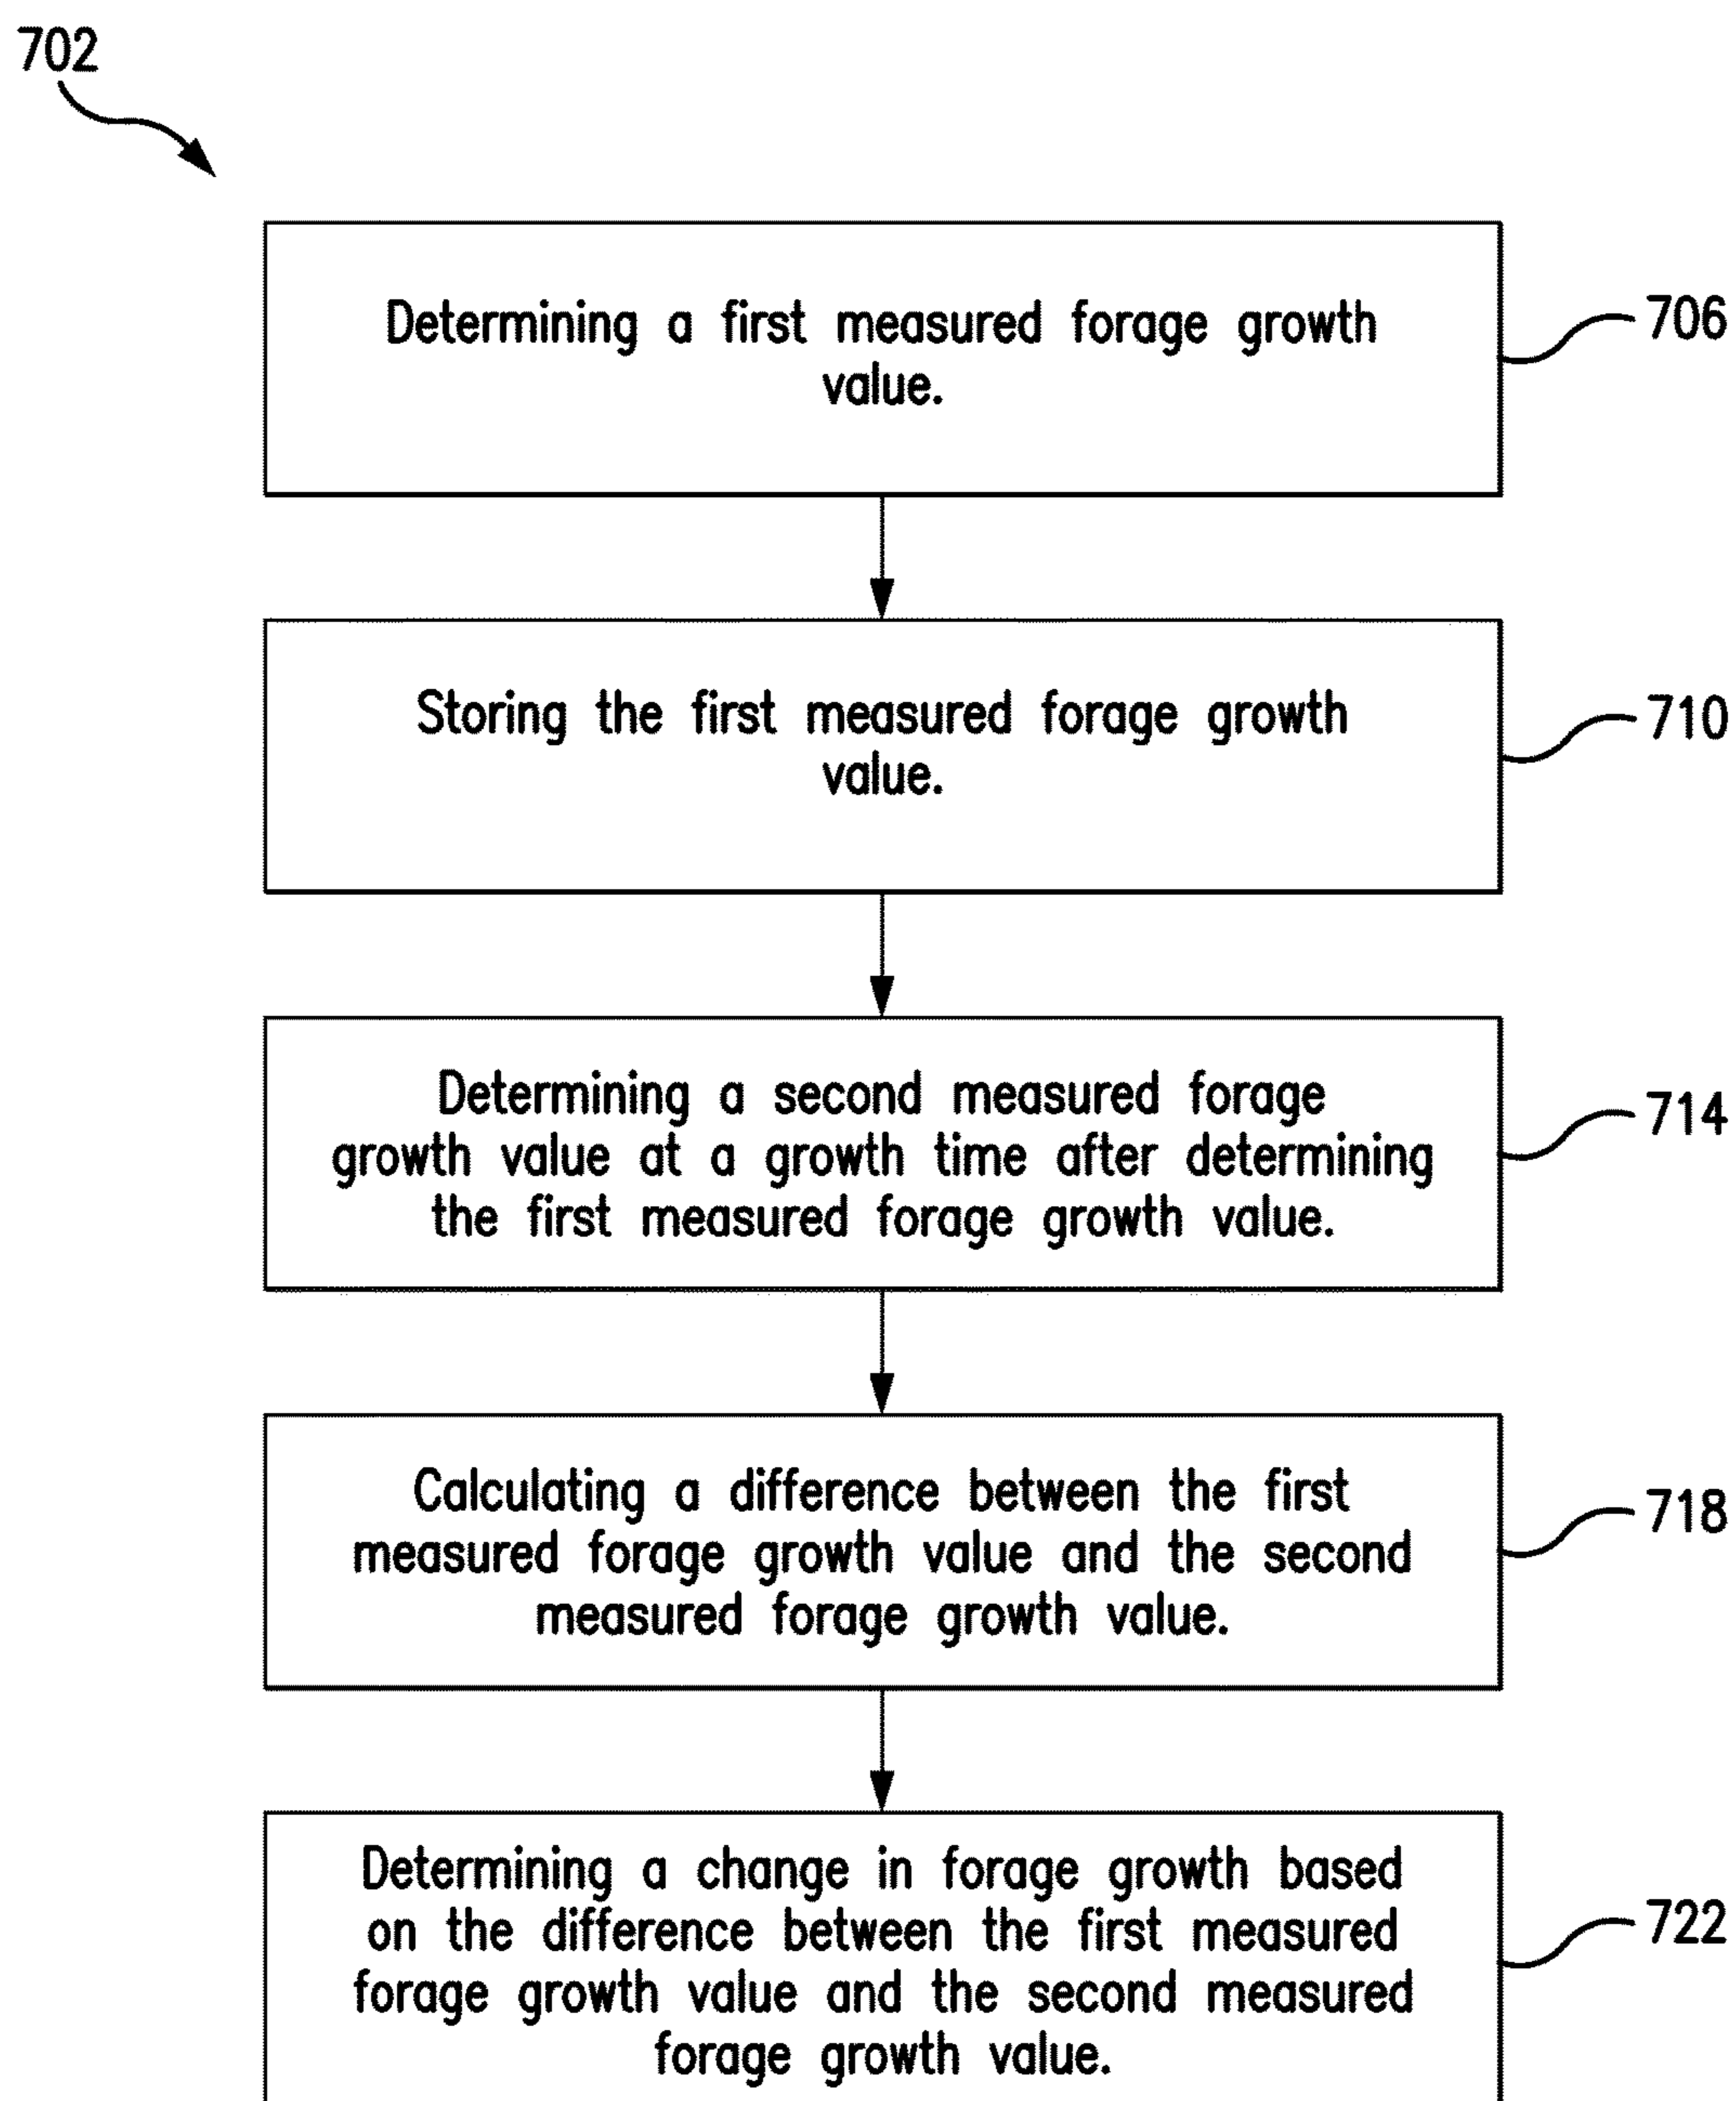 702
Determining a first measured forage growth
value.
706
Storing the first measured forage growth
value.
710
Determining a second measured forage
growth value at a growth time after determining
the first measured forage growth value.
714
Calculating a difference between the first
measured forage growth value and the second
measured forage growth value.
718
Determining a change in forage growth based
on the difference between the first measured
forage growth value and the second measured
forage growth value.
722